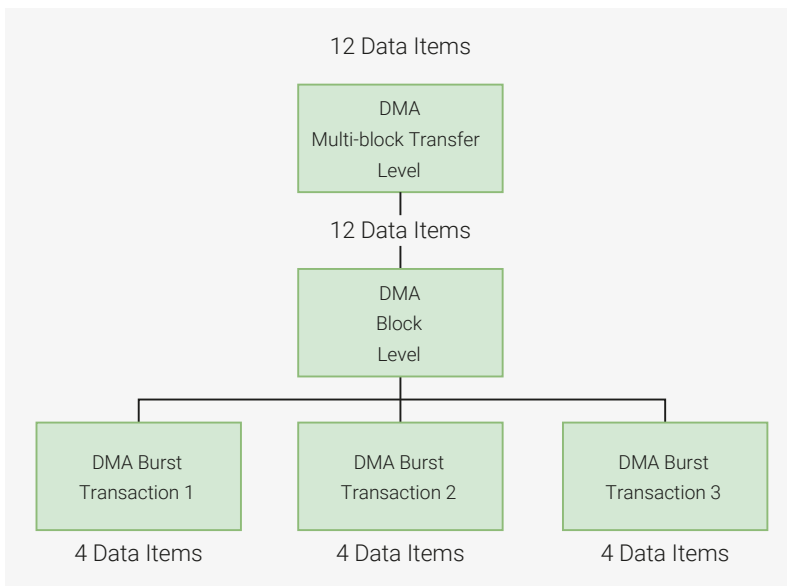 12 Data Items
DMA
Multi-block Transfer
Level
12 Data Items
DMA
Block
Level
DMA Burst
Transaction 1
DMA Burst
Transaction 2
DMA Burst
Transaction 3
4 Data Items
4 Data Items
4 Data Items